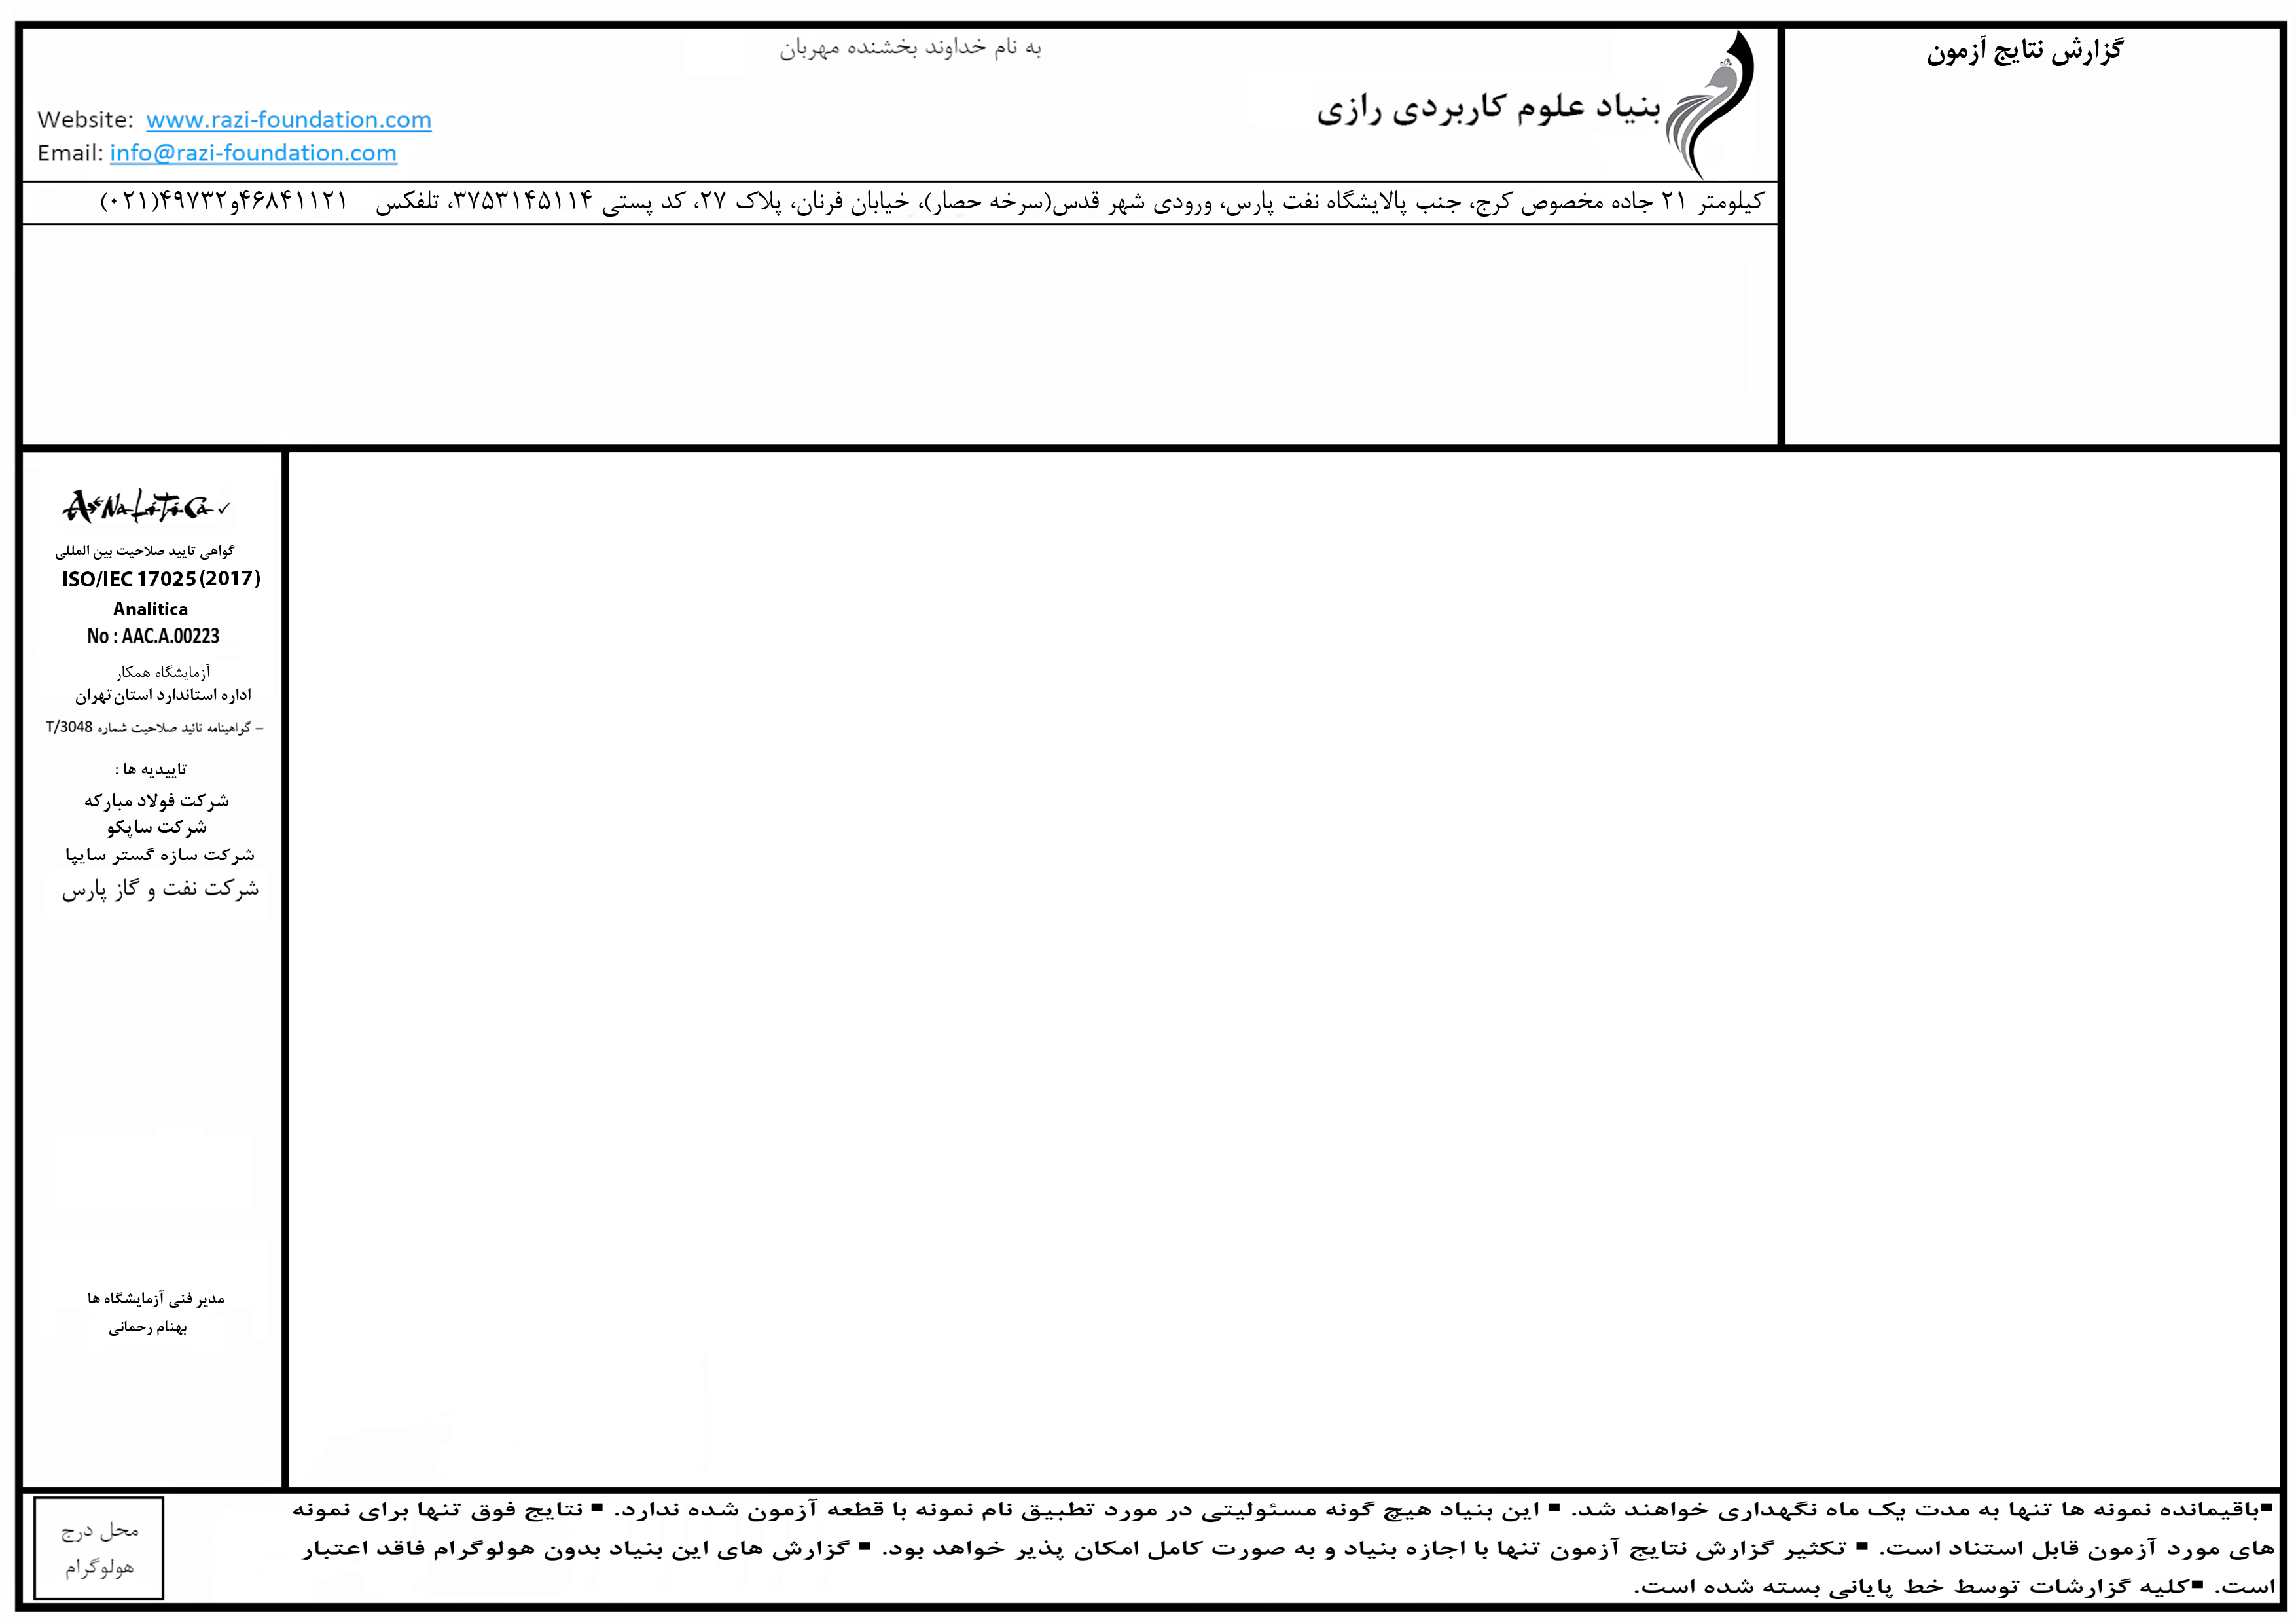 به نام خداوند بخشنده مهربان
گزارش نتایج آزمون
بنیاد علوم کاربردی رازی
Website: www.razi-foundation.com
Email: info@razi-foundation.com
کیلومتر ۲۱ جاده مخصوص کرج، جنب پالایشگاه نفت پارس، ورودی شهر قدس(سرخه حصار)، خیابان فرنان، پلاک ۲۷، کد پستی ۳۷۵۳۱۴۵۱۱۴، تلفکس ۴۶۸۴۱۱۲۱و۴۹۷۳۲(۰۲۱)
ANaLiTiCa
گواهی تایید صلاحیت بین المللی
ISO/IEC 17025 (2017)
Analitica
No : AAC.A.00223
آزمایشگاه همکار
اداره استاندارد استان تهران
– گواهینامه تائید صلاحیت شماره T/3048
تاییدیه ها :
شرکت فولاد مبارکه
شرکت ساپکو
شرکت سازه گستر سایپا
شرکت نفت و گاز پارس
مدیر فنی آزمایشگاه ها
بهنام رحمانی
▪باقیمانده نمونه ها تنها به مدت یک ماه نگهداری خواهند شد. ▪ این بنیاد هیچ گونه مسئولیتی در مورد تطبیق نام نمونه با قطعه آزمون شده ندارد. ▪ نتایج فوق تنها برای نمونه
های مورد آزمون قابل استناد است. ▪ تکثیر گزارش نتایج آزمون تنها با اجازه بنیاد و به صورت کامل امکان پذیر خواهد بود. ▪ گزارش های این بنیاد بدون هولوگرام فاقد اعتبار
است. ▪کلیه گزارشات توسط خط پایانی بسته شده است.
محل درج
هولوگرام